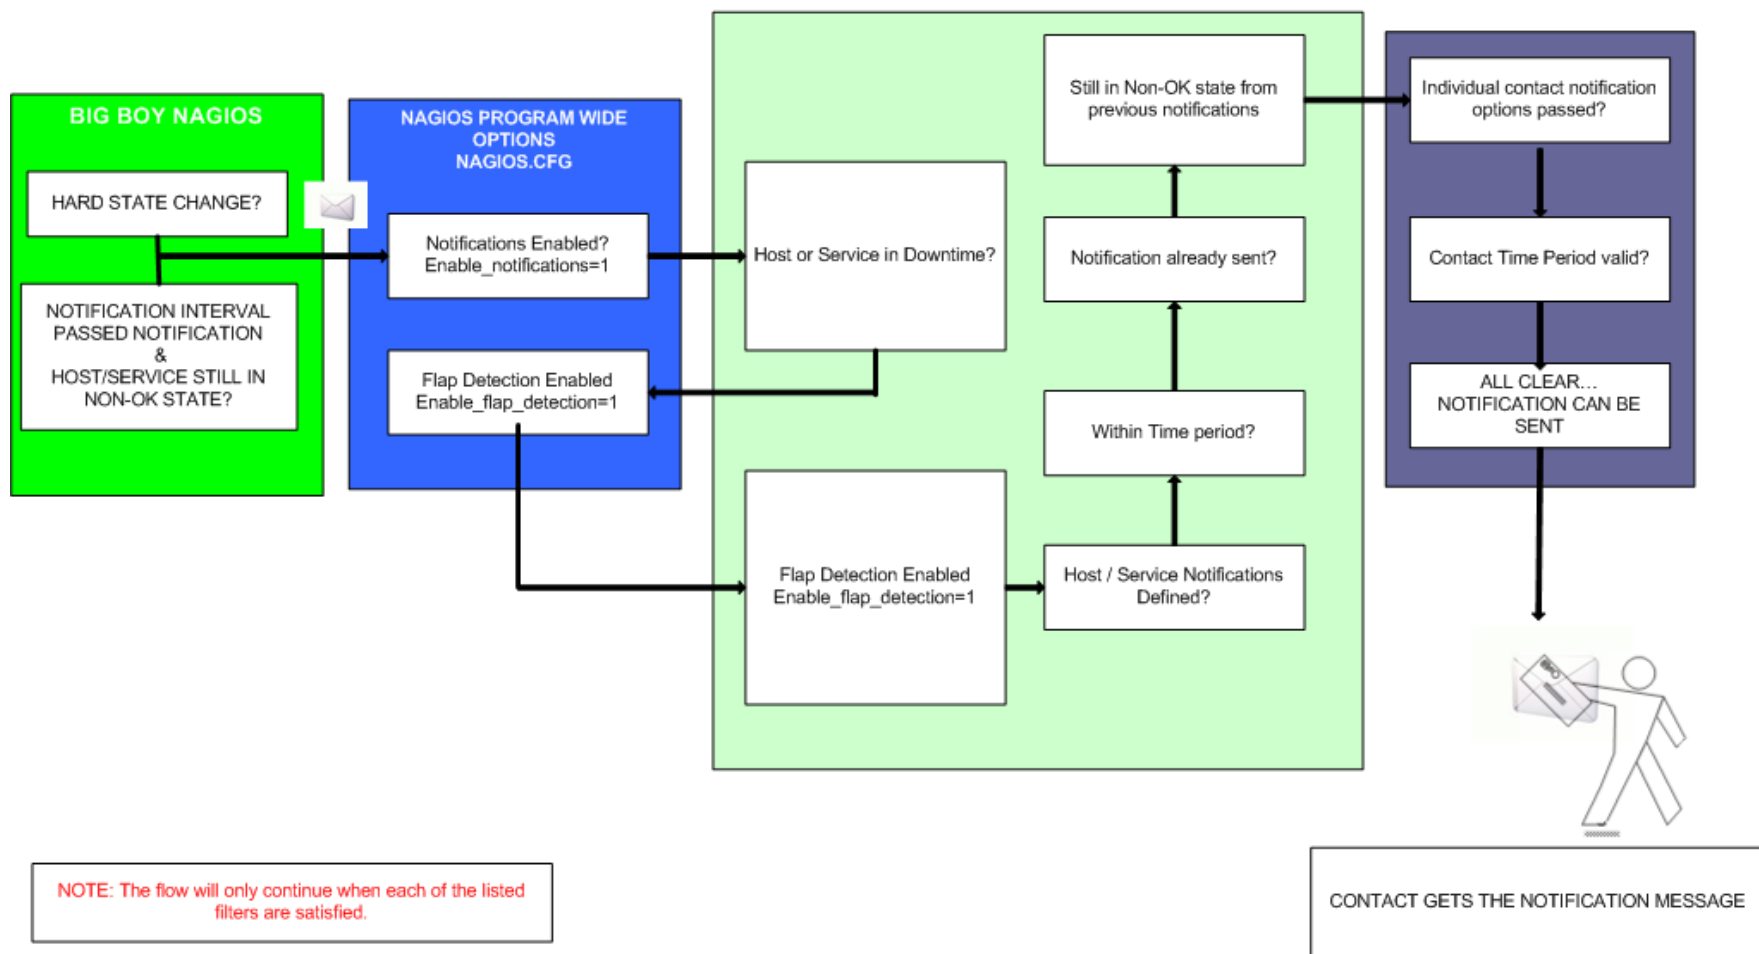 BIG BOY NAGIOS
HARD STATE CHANGE?
NOTIFICATION INTERVAL
PASSED NOTIFICATION
&
HOST/SERVICE STILL IN
NON-OK STATE?
NAGIOS PROGRAM WIDE
OPTIONS
NAGIOS.CFG
Notifications Enabled?
Enable_notifications=1
Flap Detection Enabled
Enable_flap_detection=1
Host or Service in Downtime?
Flap Detection Enabled
Enable_flap_detection=1
Still in Non-OK state from
previous notifications
Notification already sent?
Within Time period?
Host / Service Notifications
Defined?
Individual contact notification
options passed?
Contact Time Period valid?
ALL CLEAR...
NOTIFICATION CAN BE
SENT
NOTE: The flow will only continue when each of the listed
filters are satisfied.
CONTACT GETS THE NOTIFICATION MESSAGE